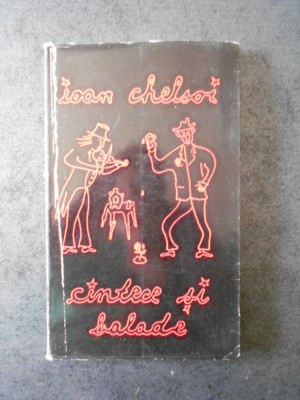 ioan chelsoi
cîntece și
balade